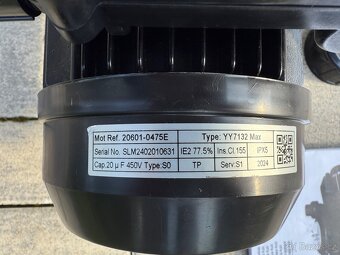 Mot Ref. 20601-0475E Type: YY7132 Max
Serial No. SLM2402010631 IE2 77.5% Ins.Cl.155 IPX5
Cap.20 µ F 450V Type:S0 TP Serv.S1 2024